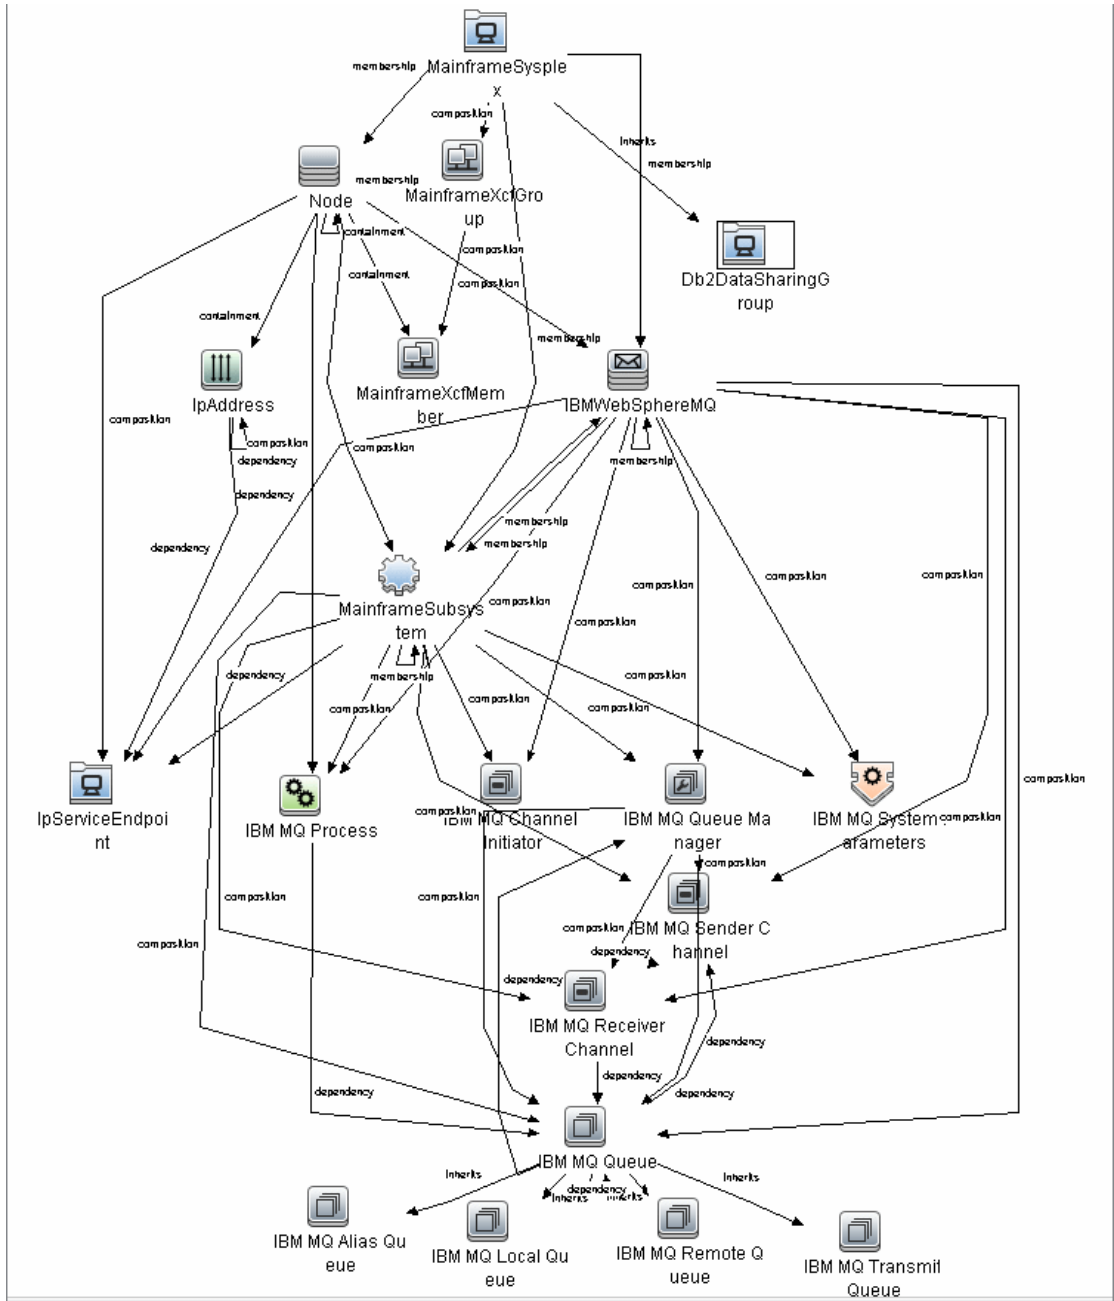 membership
MainframeSysple
x
composition
Inherits
membership
Node
membership
MainframeXcfGro
up
containment
composition
containment
composition
Db2DataSharingG
roup
containment
membership
IpAddress
MainframeXcfMem
ber
IBMWebSphereMQ
composition
composition
composition
dependency
membership
dependency
membership
dependency
membership
composition
composition
composition
MainframeSubsys
tem
composition
composition
composition
dependency
membership
composition
composition
composition
composition
composition
IpServiceEndpoi
nt
IBM MQ Process
composition
IBM MQ Channel
Initiator
IBM MQ Queue Ma
nager
IBM MQ System
arameters
composition
composition
composition
composition
composition
IBM MQ Sender C
hannel
composition
dependency
dependency
IBM MQ Receiver
Channel
dependency
dependency
dependency
dependency
IBM MQ Queue
Inherits
Inherits
dependency
Inherits
Inherits
IBM MQ Alias Qu
eue
IBM MQ Local Qu
eue
IBM MQ Remote Q
ueue
IBM MQ Transmit
Queue